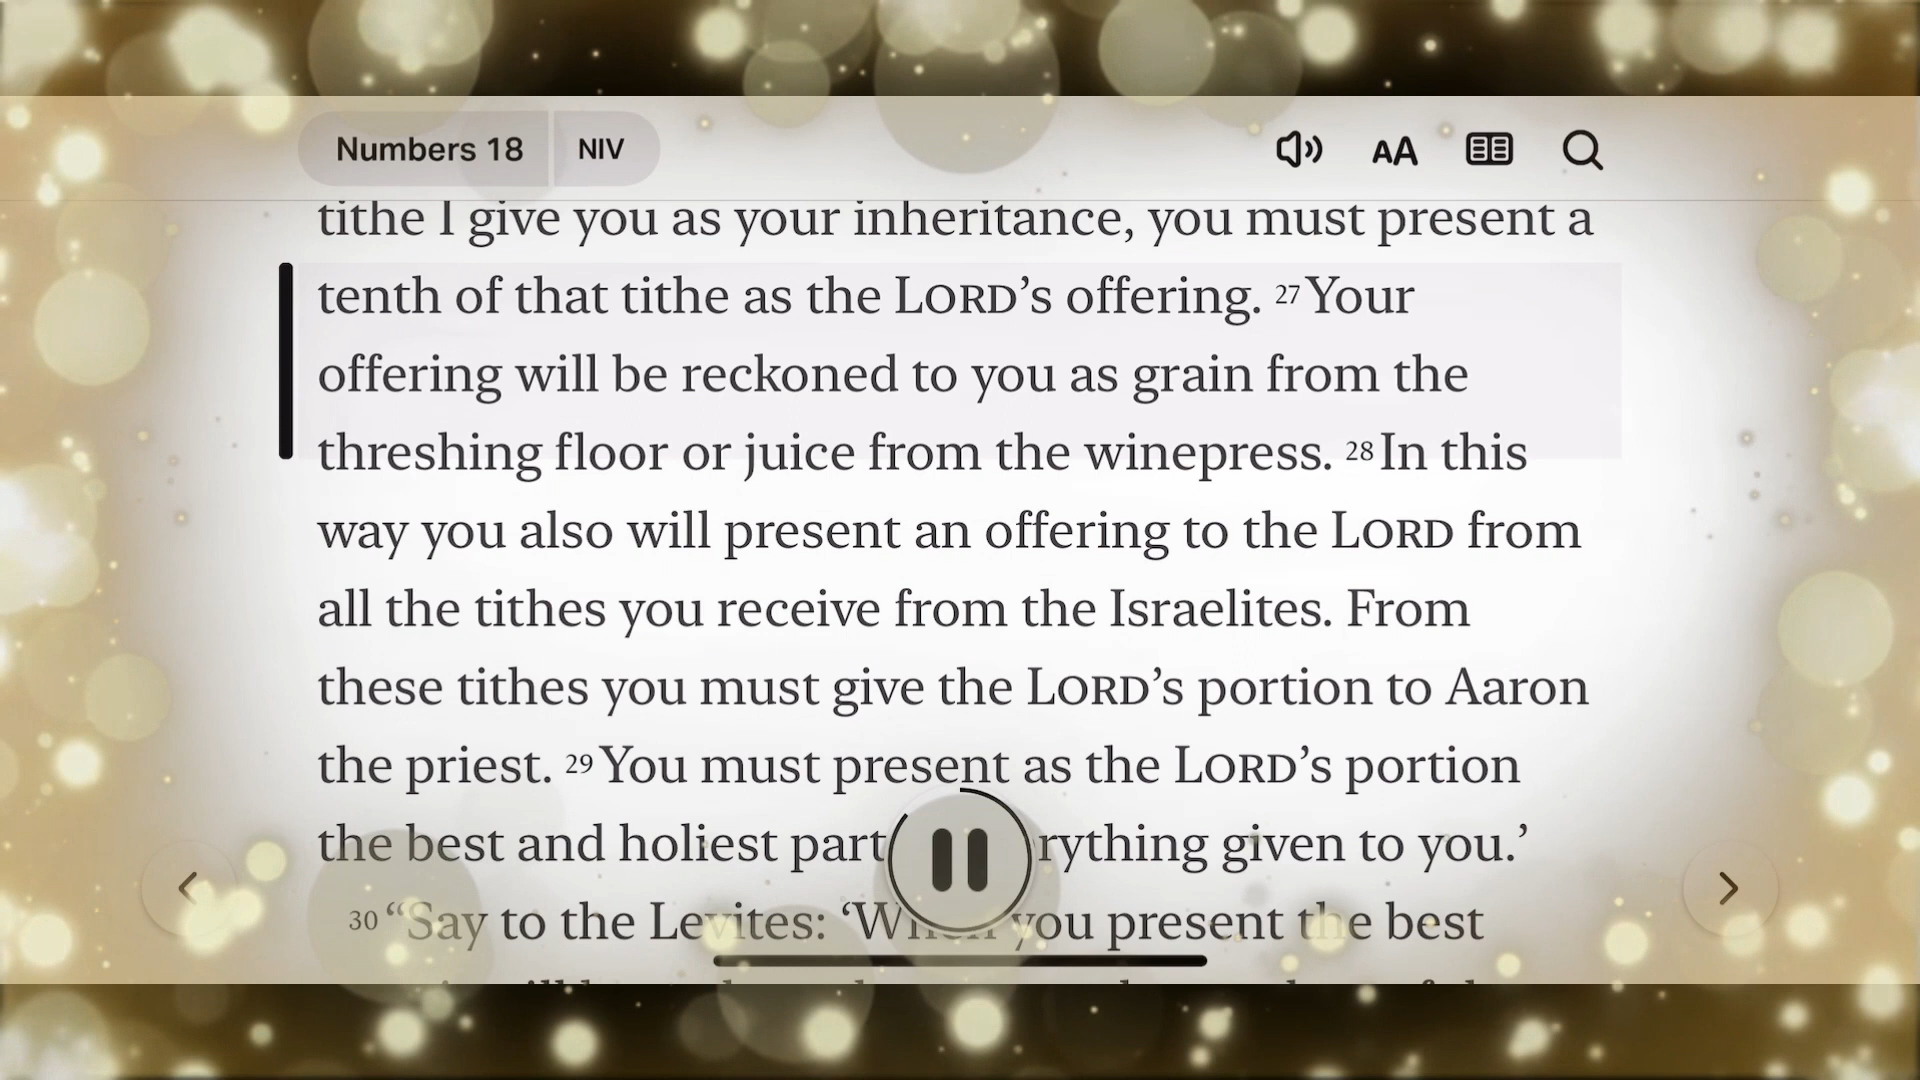 Numbers 18 NIV AA
tithe I give you as your inheritance, you must present a
tenth of that tithe as the LORD’s offering. 27 Your
offering will be reckoned to you as grain from the
threshing floor or juice from the winepress. 28 In this
way you also will present an offering to the LORD from
all the tithes you receive from the Israelites. From
these tithes you must give the LORD’s portion to Aaron
the priest. 29 You must present as the LORD’s portion
the best and holiest part rything given to you.’
30 “Say to the Levites: ‘When you present the best